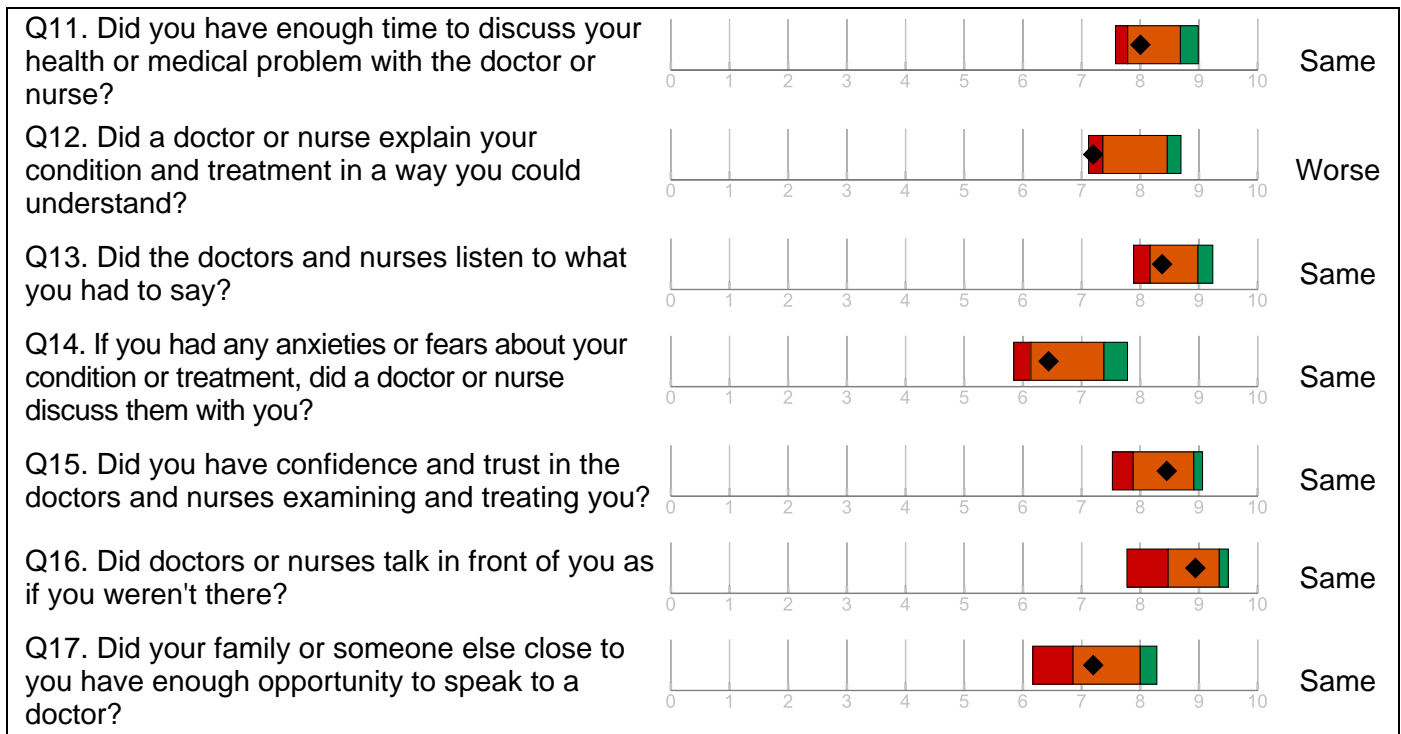 Q11. Did you have enough time to discuss your
health or medical problem with the doctor or
nurse?
0 1 2 3 4 5 6 7 8 9 10
Same
Q12. Did a doctor or nurse explain your
condition and treatment in a way you could
understand?
0 1 2 3 4 5 6 7 8 9 10
Worse
Q13. Did the doctors and nurses listen to what
you had to say?
0 1 2 3 4 5 6 7 8 9 10
Same
Q14. If you had any anxieties or fears about your
condition or treatment, did a doctor or nurse
discuss them with you?
0 1 2 3 4 5 6 7 8 9 10
Same
Q15. Did you have confidence and trust in the
doctors and nurses examining and treating you?
0 1 2 3 4 5 6 7 8 9 10
Same
Q16. Did doctors or nurses talk in front of you as
if you weren't there?
0 1 2 3 4 5 6 7 8 9 10
Same
Q17. Did your family or someone else close to
you have enough opportunity to speak to a
doctor?
0 1 2 3 4 5 6 7 8 9 10
Same